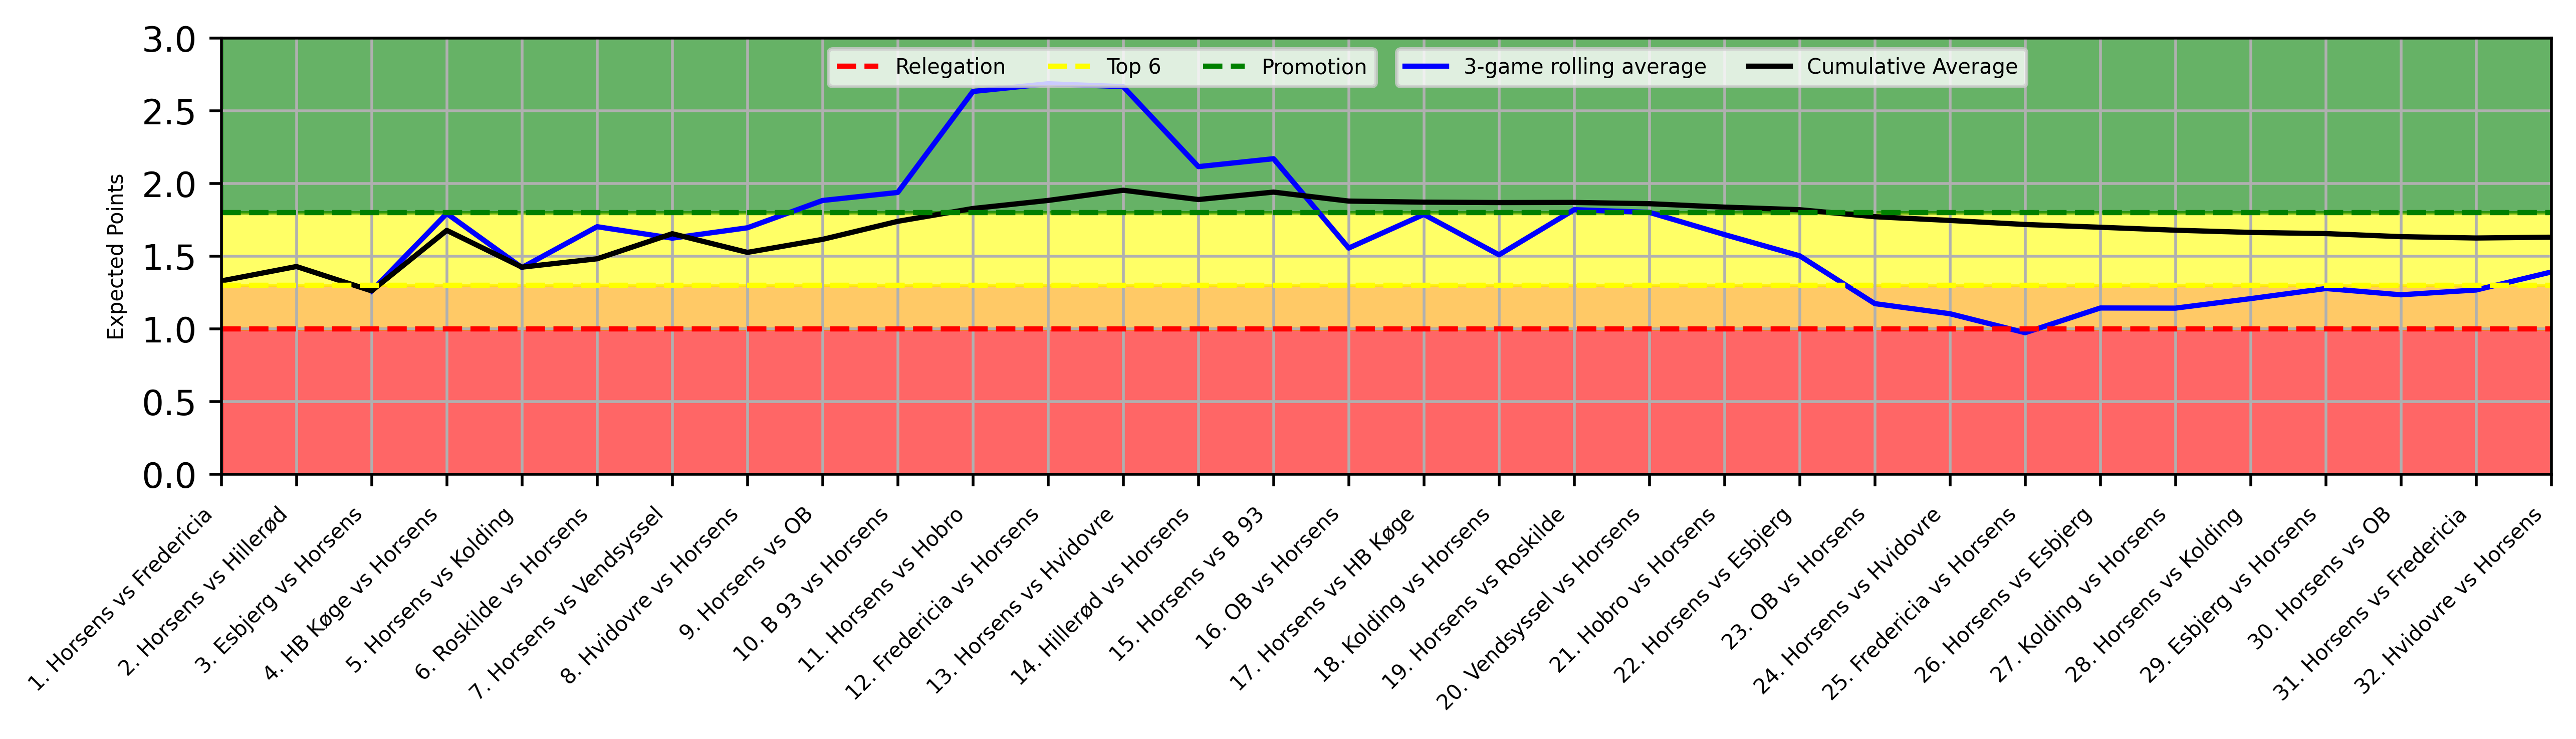 Relegation Top 6 Promotion 3-game rolling average Cumulative Average
Expected Points
3.0
2.5
2.0
1.5
1.0
0.5
0.0
1. Horsens vs Fredericia
2. Horsens vs Hillerød
3. Esbjerg vs Horsens
4. HB Køge vs Horsens
5. Horsens vs Kolding
6. Roskilde vs Horsens
7. Horsens vs Vendsyssel
8. Hvidovre vs Horsens
9. Horsens vs OB
10. B 93 vs Horsens
11. Horsens vs Hobro
12. Fredericia vs Horsens
13. Horsens vs Hvidovre
14. Hillerød vs Horsens
15. Horsens vs B 93
16. OB vs Horsens
17. Horsens vs HB Køge
18. Kolding vs Horsens
19. Horsens vs Roskilde
20. Vendsyssel vs Horsens
21. Hobro vs Horsens
22. Horsens vs Esbjerg
23. OB vs Horsens
24. Horsens vs Hvidovre
25. Fredericia vs Horsens
26. Horsens vs Esbjerg
27. Kolding vs Horsens
28. Horsens vs Kolding
29. Esbjerg vs Horsens
30. Horsens vs OB
31. Horsens vs Fredericia
32. Hvidovre vs Horsens